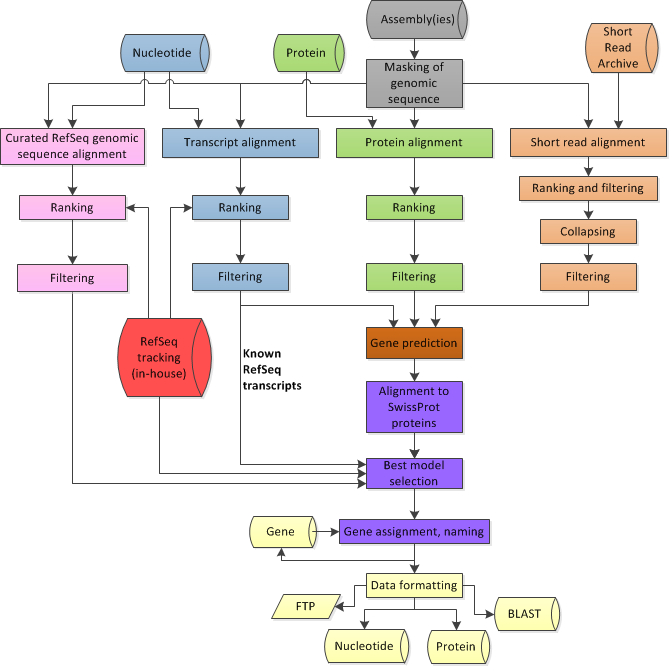 Assembly(ies)
Nucleotide
Protein
Short
Read
Archive
Masking of
genomic
sequence
Curated RefSeq genomic
sequence alignment
Transcript alignment
Protein alignment
Short read alignment
Ranking
Ranking
Ranking
Ranking and filtering
Collapsing
Filtering
Filtering
Filtering
Filtering
RefSeq
tracking
(in-house)
Known
RefSeq
transcripts
Gene prediction
Alignment to
SwissProt
proteins
Best model
selection
Gene
Gene assignment, naming
Data formatting
FTP
BLAST
Nucleotide
Protein